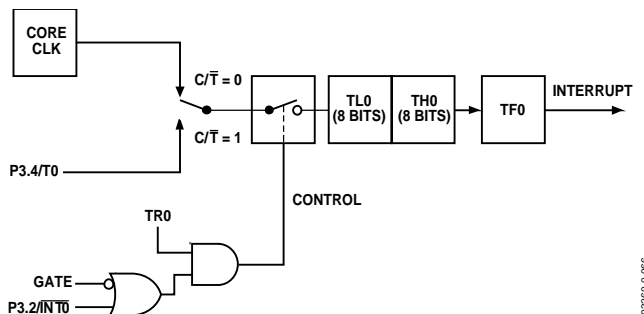 CORE
CLK
C/T̅ = 0
C/T̅ = 1
P3.4/T0
TL0
(8 BITS)
TH0
(8 BITS)
TF0
INTERRUPT
CONTROL
TR0
GATE
P3.2/I̅N̅T̅0̅